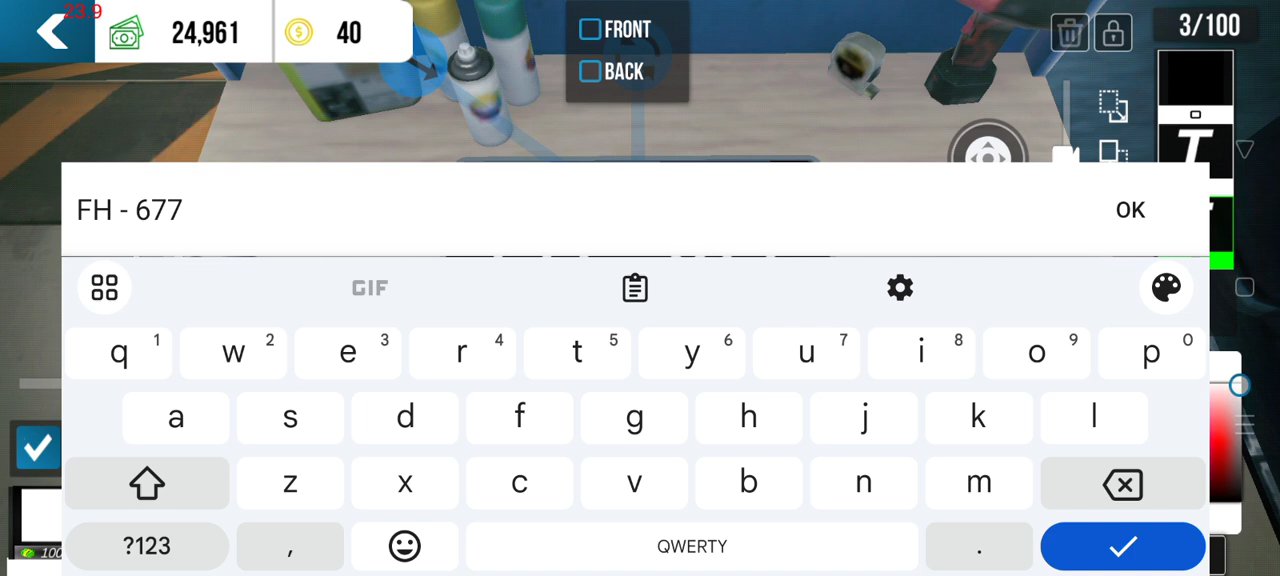 23.9
24,961
40
FRONT
BACK
3/100
T
FH - 677
OK
GIF
q 1 w 2 e 3 r 4 t 5 y 6 u 7 i 8 o 9 p 0
a s d f g h j k l
z x c v b n m
?123 , QWERTY .
100